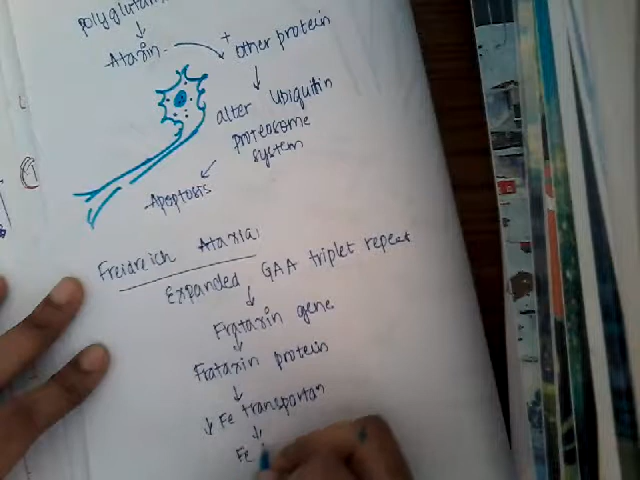 polyglutam
↓
Ataxin → + other protein
↓
alter Ubiquitin
proteosome
system
Apoptosis
Freiareich Ataxia
Expanded GAA triplet repeat
↓
Frataxin gene
↓
Frataxin protein
↓
↓ Fe transportan
↓
Fe